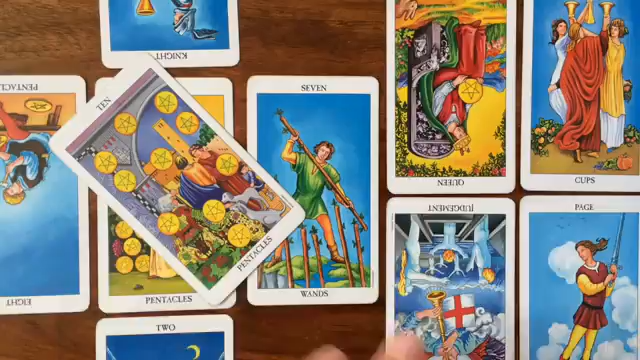 KNIGHT
PENTACLES
EIGHT
TEN
PENTACLES
PENTACLES
SEVEN
WANDS
TWO
QUEEN
CUPS
JUDGEMENT
PAGE